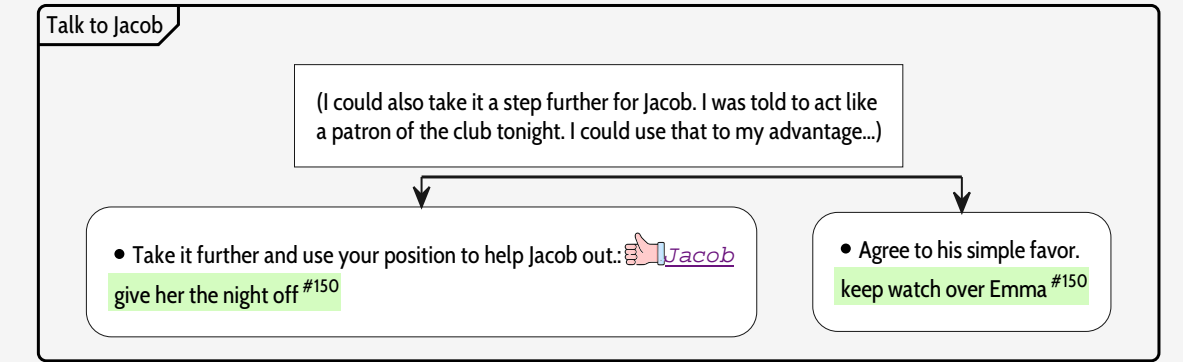 Talk to Jacob
(I could also take it a step further for Jacob. I was told to act like
a patron of the club tonight. I could use that to my advantage...)
• Take it further and use your position to help Jacob out.: Jacob
give her the night off #150
• Agree to his simple favor.
keep watch over Emma #150